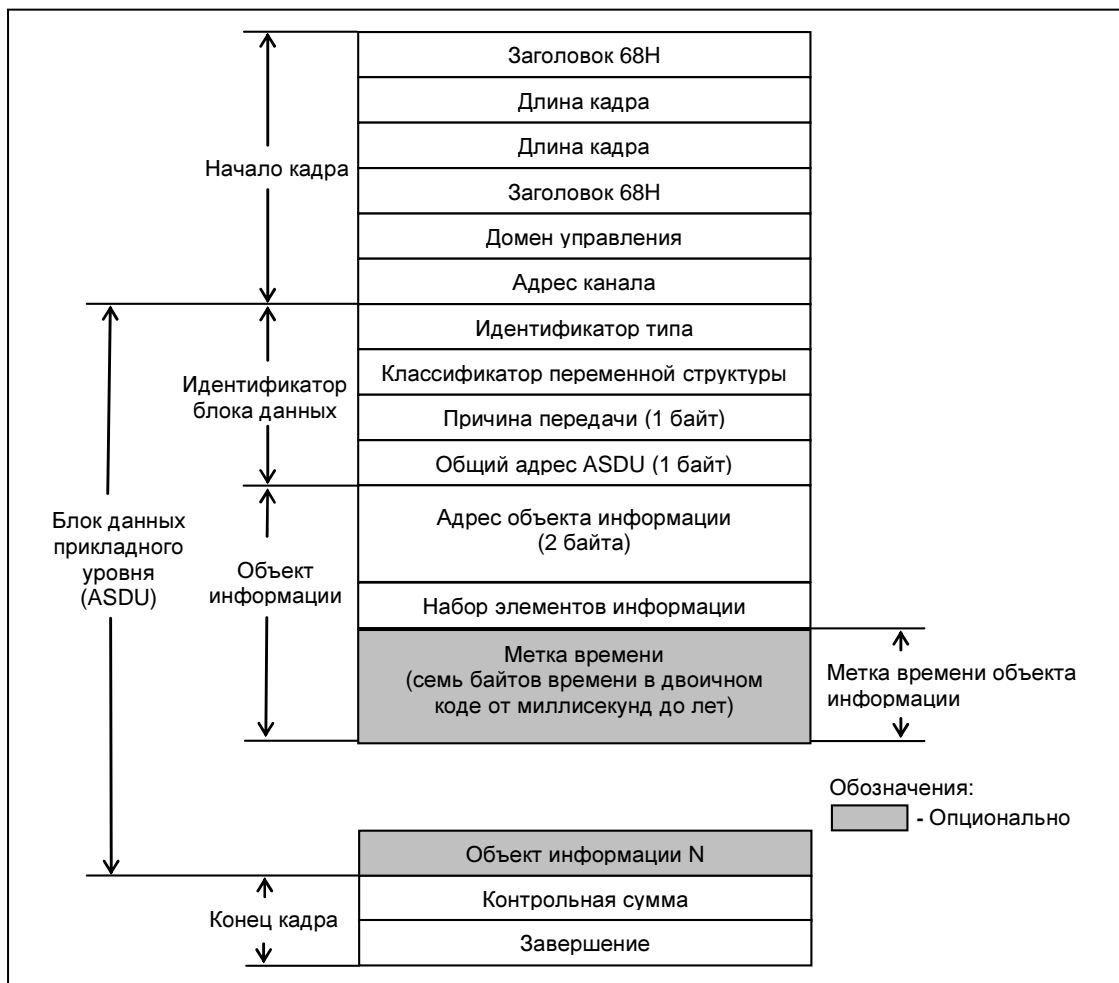 Заголовок 68H
Длина кадра
Длина кадра
Начало кадра
Заголовок 68H
Домен управления
Адрес канала
Идентификатор типа
Идентификатор
блока данных
Классификатор переменной структуры
Причина передачи (1 байт)
Общий адрес ASDU (1 байт)
Блок данных
прикладного
уровня
(ASDU)
Объект
информации
Адрес объекта информации
(2 байта)
Набор элементов информации
Метка времени
(семь байтов времени в двоичном
коде от миллисекунд до лет)
Метка времени объекта
информации
Обозначения:
- Опционально
Объект информации N
Конец кадра
Контрольная сумма
Завершение